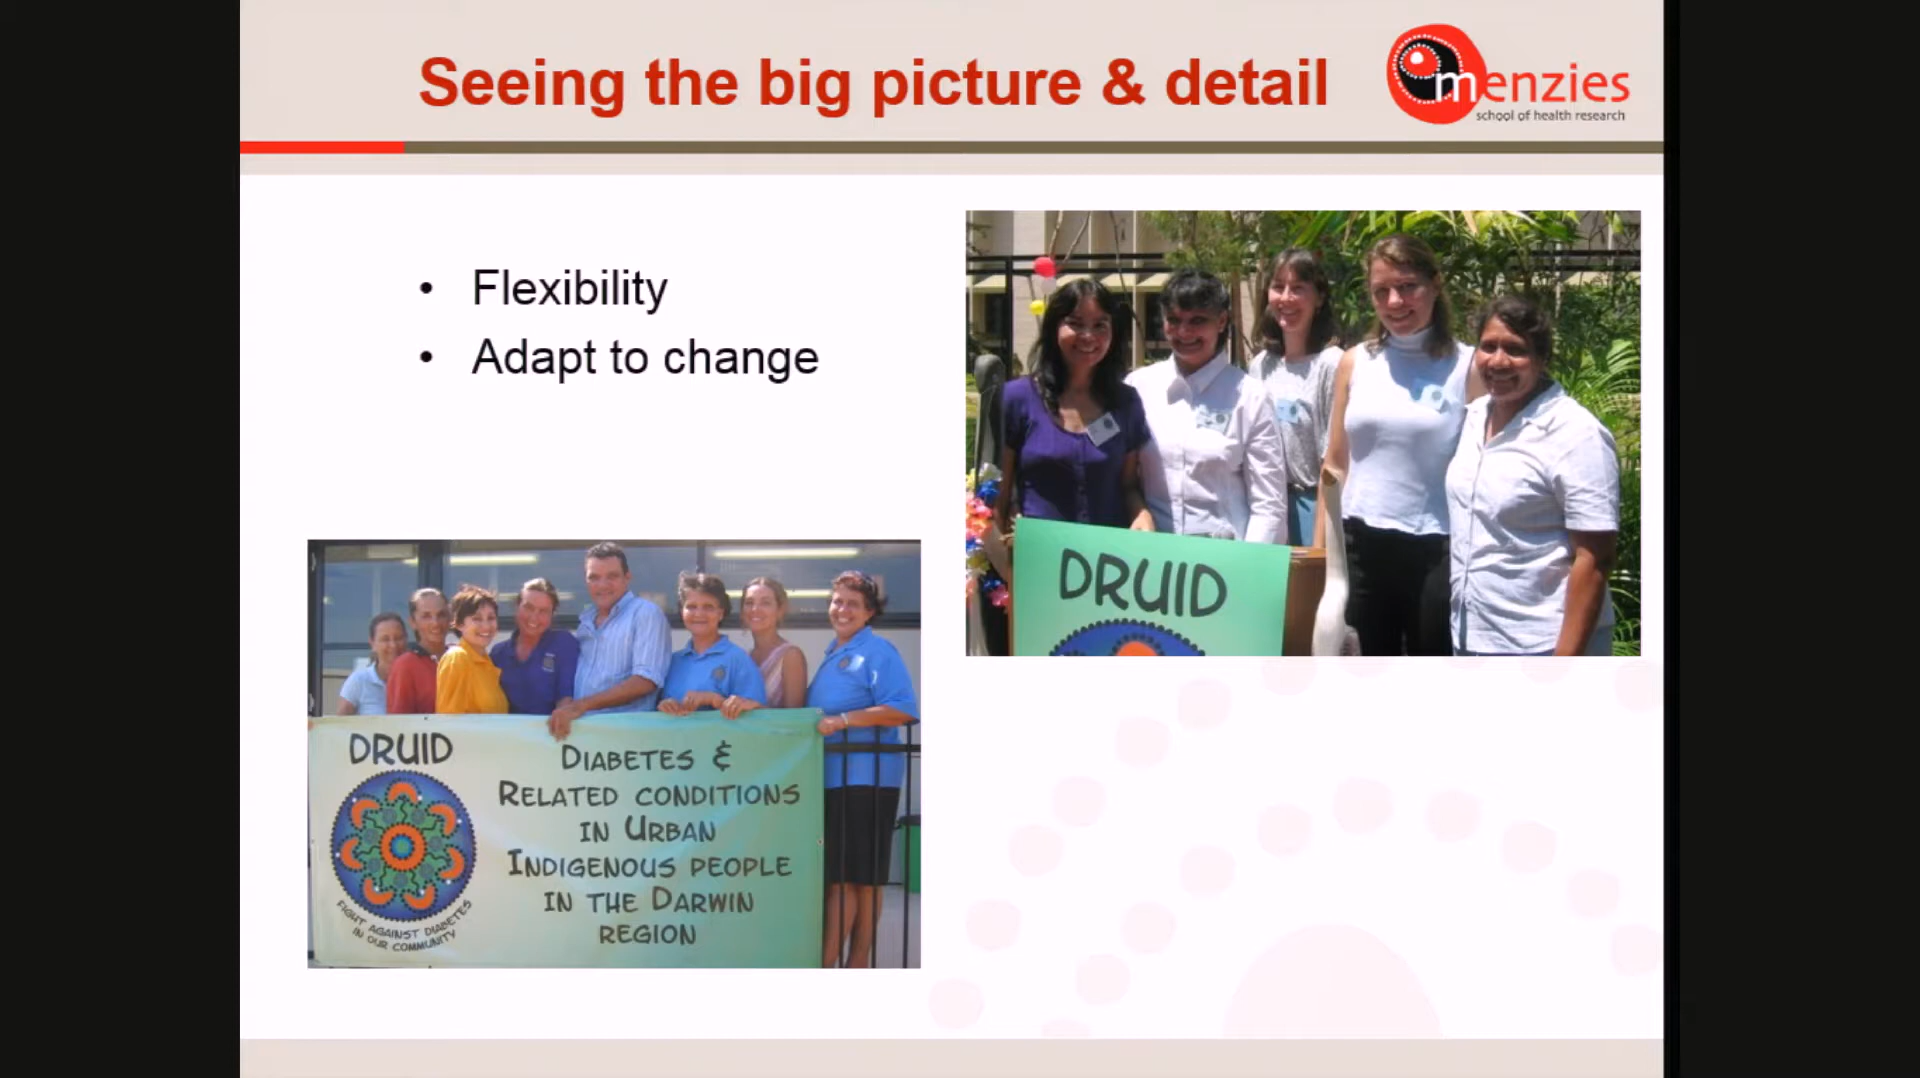 Seeing the big picture & detail
menzies
school of health research
• Flexibility
• Adapt to change
DRUID
DRUID
FIGHT AGAINST DIABETES
IN OUR COMMUNITY
DIABETES &
RELATED CONDITIONS
IN URBAN
INDIGENOUS PEOPLE
IN THE DARWIN
REGION